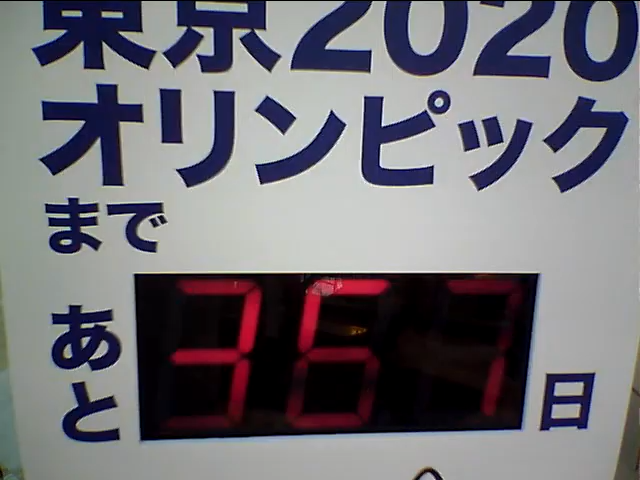 東京2020
オリンピック
まで
あと 367 日